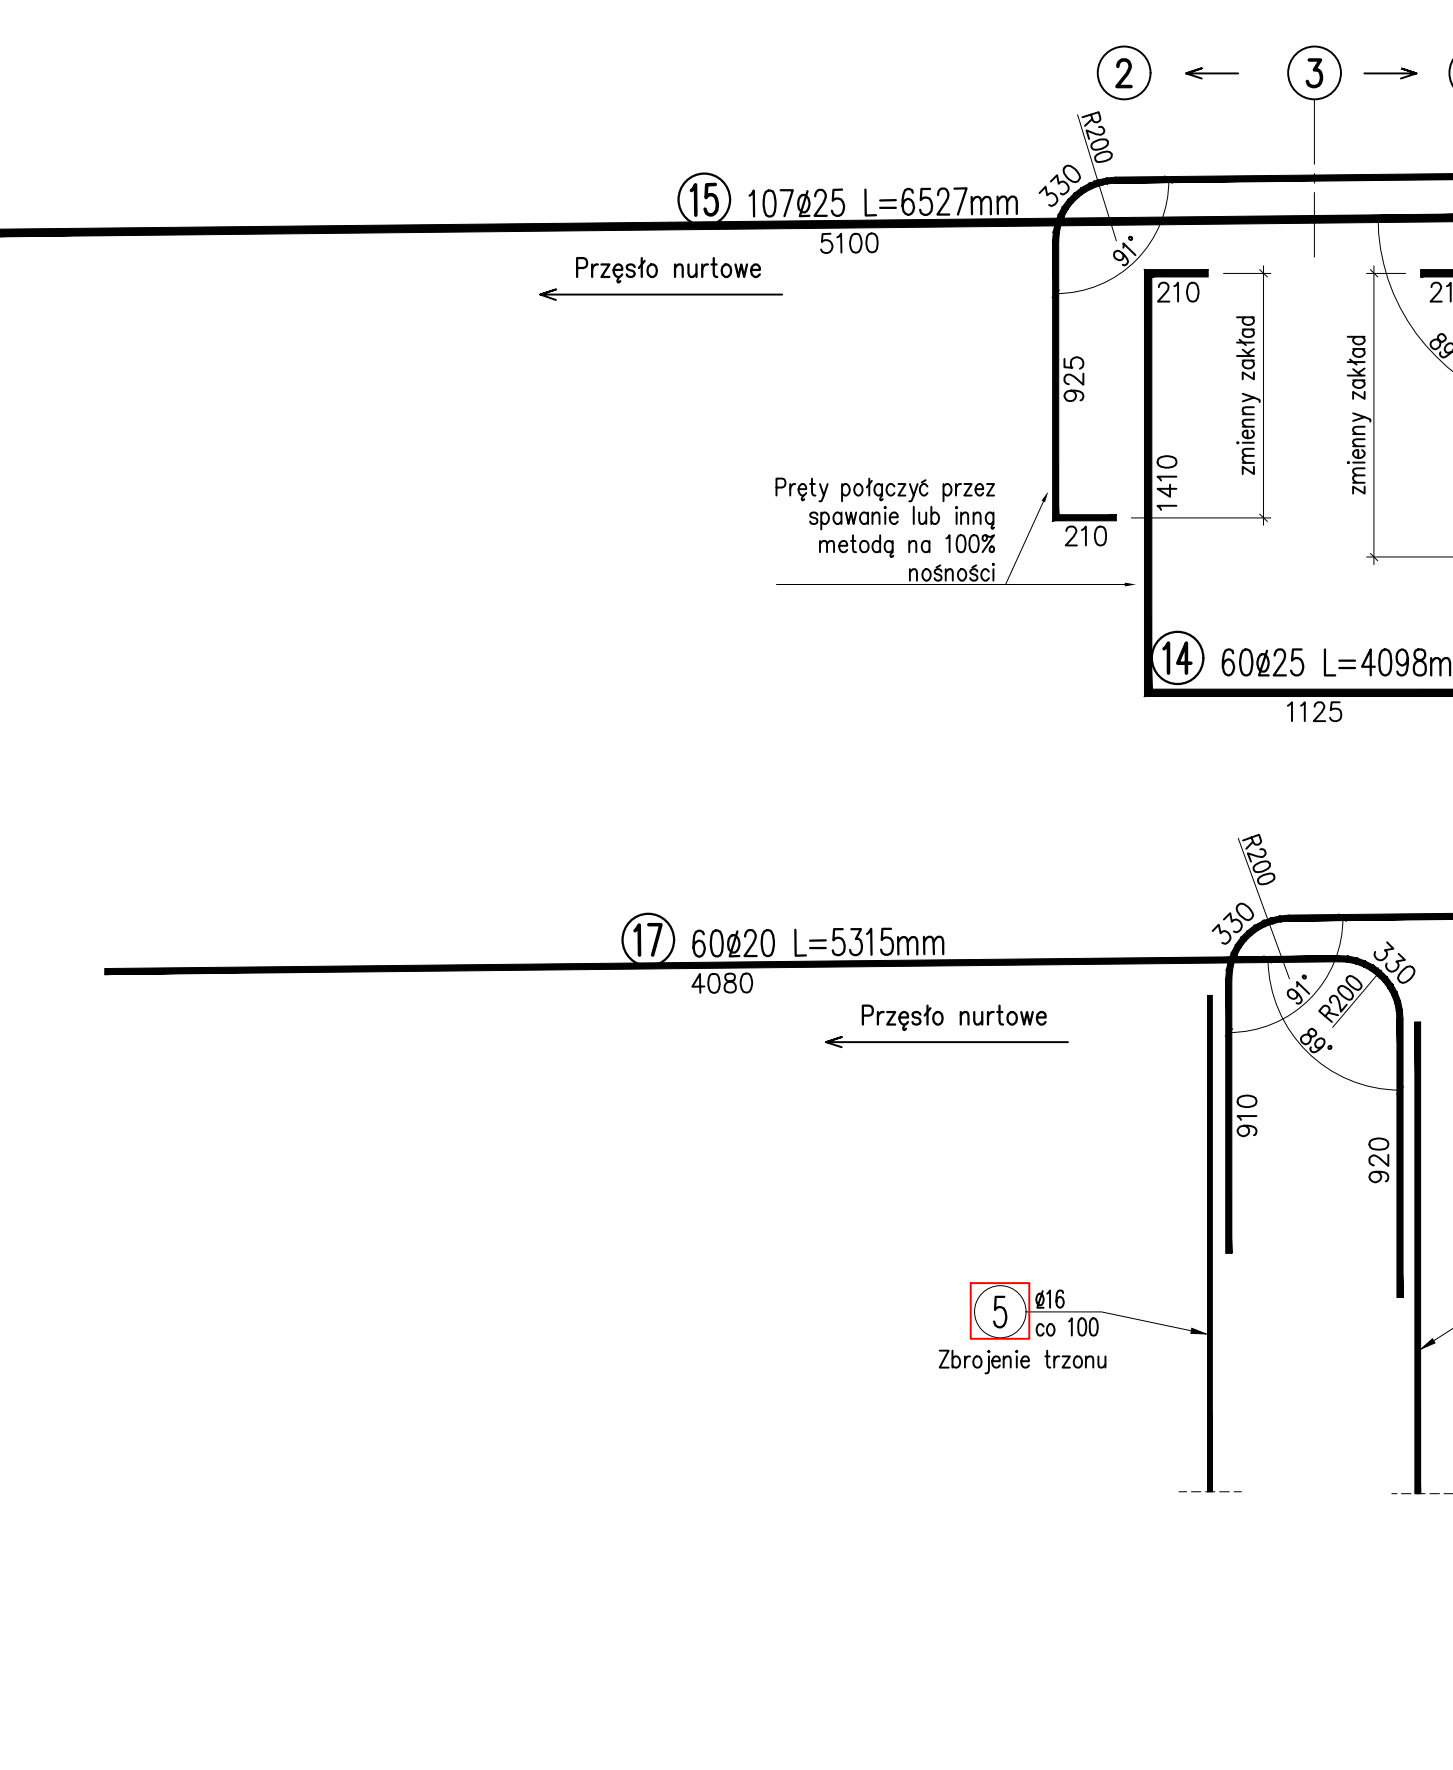 2
3
R200
330
15 107ø25 L=6527mm
5100
Przęsło nurtowe
91°
210
21
89
925
zmienny zakład
zmienny zakład
1410
Pręty połączyć przez
spawanie lub inną
metodą na 100%
nośności
210
14 60ø25 L=4098m
1125
R200
330
17 60ø20 L=5315mm
4080
330
91°
R200
Przęsło nurtowe
89°
910
920
5 ø16
co 100
Zbrojenie trzonu